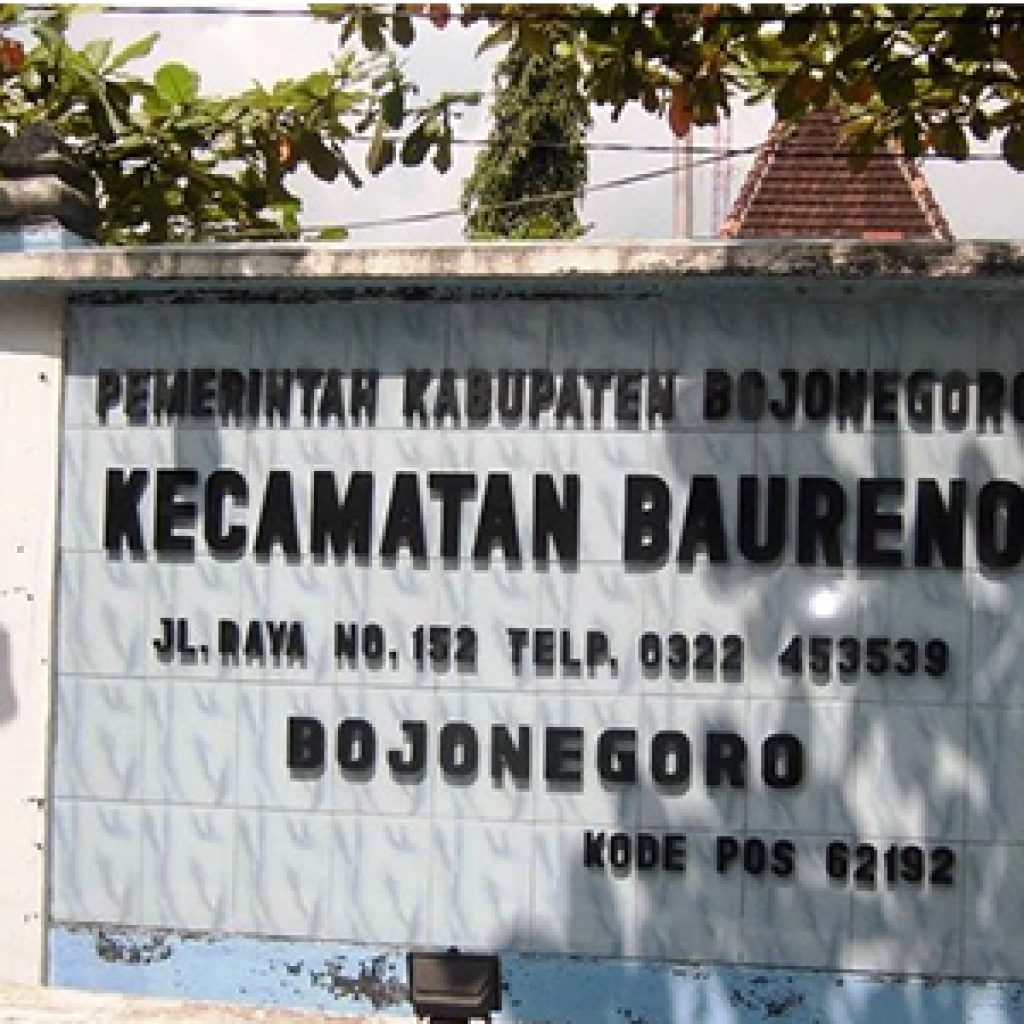 PEMERINTAH KABUPATEN BOJONEGORO
KECAMATAN BAURENO
JL. RAYA NO. 152 TELP. 0322 453539
BOJONEGORO
KODE POS 62192